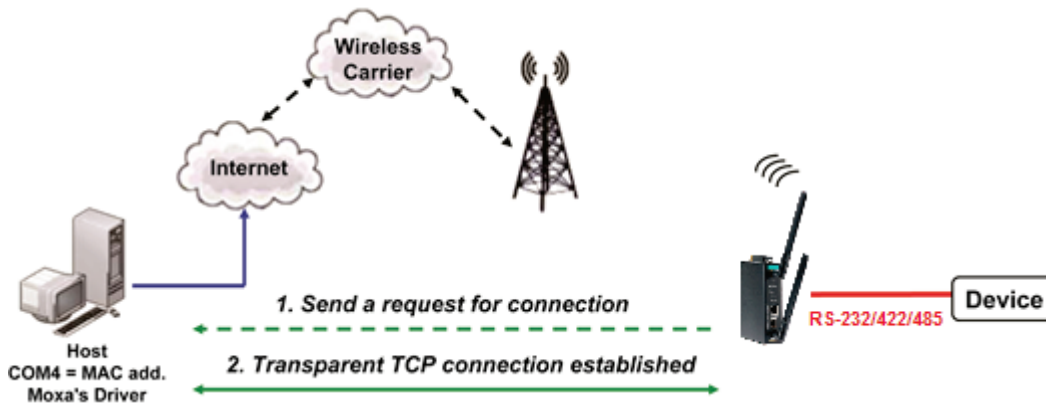 Wireless
Carrier
Internet
1. Send a request for connection
Device
RS-232/422/485
Host
COM4 = MAC add.
Moxa's Driver
2. Transparent TCP connection established